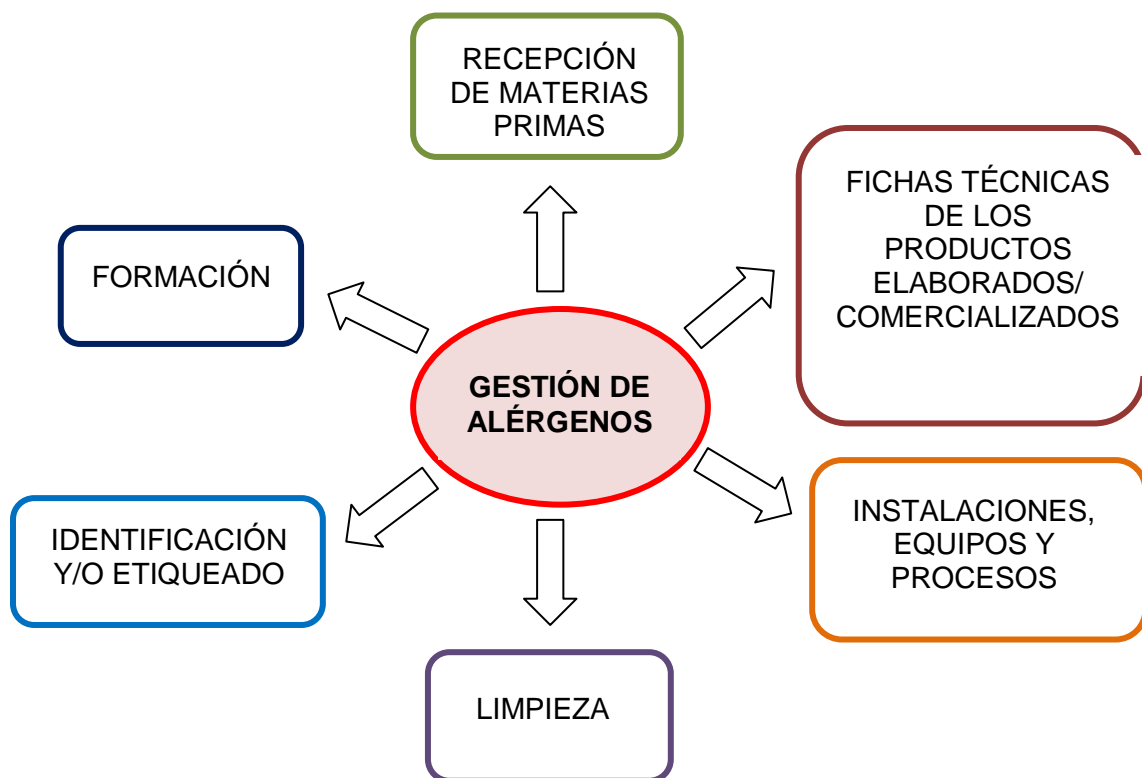 RECEPCIÓN
DE MATERIAS
PRIMAS
FICHAS TÉCNICAS
DE LOS
PRODUCTOS
ELABORADOS/
COMERCIALIZADOS
FORMACIÓN
GESTIÓN DE
ALÉRGENOS
IDENTIFICACIÓN
Y/O ETIQUEADO
INSTALACIONES,
EQUIPOS Y
PROCESOS
LIMPIEZA